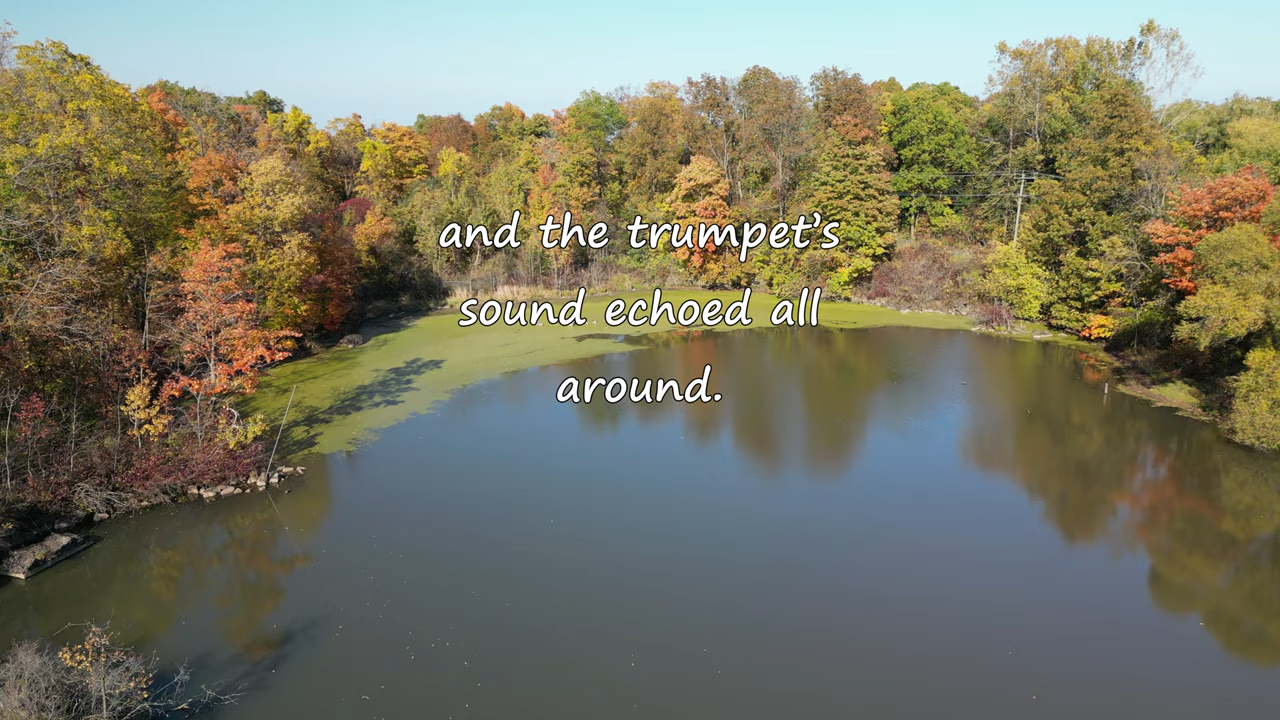 and the trumpet’s
sound echoed all
around.